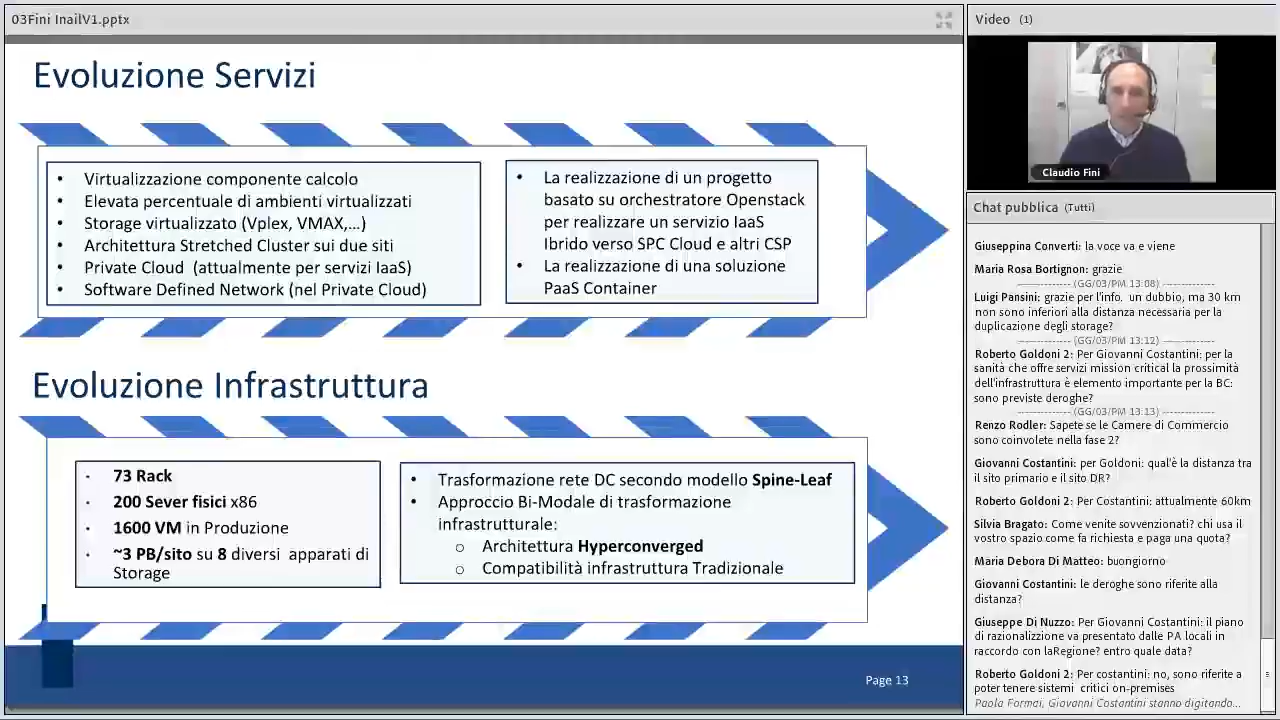 03Fini InailV1.pptx
Evoluzione Servizi
• Virtualizzazione componente calcolo
• Elevata percentuale di ambienti virtualizzati
• Storage virtualizzato (Vplex, VMAX,...)
• Architettura Stretched Cluster sui due siti
• Private Cloud (attualmente per servizi IaaS)
• Software Defined Network (nel Private Cloud)
• La realizzazione di un progetto
basato su orchestratore Openstack
per realizzare un servizio IaaS
Ibrido verso SPC Cloud e altri CSP
• La realizzazione di una soluzione
PaaS Container
Evoluzione Infrastruttura
· 73 Rack
· 200 Sever fisici x86
· 1600 VM in Produzione
· ~3 PB/sito su 8 diversi apparati di
Storage
• Trasformazione rete DC secondo modello Spine-Leaf
• Approccio Bi-Modale di trasformazione
infrastrutturale:
o Architettura Hyperconverged
o Compatibilità infrastruttura Tradizionale
Page 13
Video (1)
Claudio Fini
Chat pubblica (Tutti)
Giuseppina Converti: la voce va e viene
Maria Rosa Bortignon: grazie
-------------- (GG/03/PM 13:08) --------------
Luigi Pansini: grazie per l'info. un dubbio, ma 30 km
non sono inferiori alla distanza necessaria per la
duplicazione degli storage?
-------------- (GG/03/PM 13:12) --------------
Roberto Goldoni 2: Per Giovanni Costantini: per la
sanità che offre servizi mission critical la prossimità
dell'infrastruttura è elemento importante per la BC:
sono previste deroghe?
-------------- (GG/03/PM 13:13) --------------
Renzo Rodler: Sapete se le Camere di Commercio
sono coinvolete nella fase 2?
Giovanni Costantini: per Goldoni: qual'è la distanza tra
il sito primario e il sito DR?
Roberto Goldoni 2: Per Costantini: attualmente 60km
Silvia Bragato: Come venite sovvenzionati? chi usa il
vostro spazio come fa richiesta e paga una quota?
Maria Debora Di Matteo: buongiorno
Giovanni Costantini: le deroghe sono riferite alla
distanza?
Giuseppe Di Nuzzo: Per Giovanni Costantini: il piano
di razionalizzione va presentato dalle PA locali in
raccordo con laRegione? entro quale data?
Roberto Goldoni 2: Per costantini: no, sono riferite a
poter tenere sistemi critici on-premises
Paola Formai, Giovanni Costantini stanno digitando...